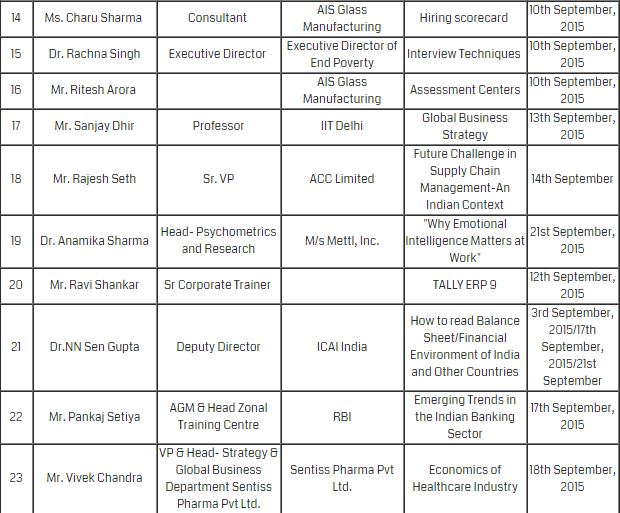 14 Ms. Charu Sharma Consultant AIS Glass Manufacturing Hiring scorecard 10th September, 2015
15 Dr. Rachna Singh Executive Director Executive Director of End Poverty Interview Techniques 10th September, 2015
16 Mr. Ritesh Arora AIS Glass Manufacturing Assessment Centers 10th September, 2015
17 Mr. Sanjay Dhir Professor IIT Delhi Global Business Strategy 13th September, 2015
18 Mr. Rajesh Seth Sr. VP ACC Limited Future Challenge in Supply Chain Management-An Indian Context 14th September
19 Dr. Anamika Sharma Head- Psychometrics and Research M/s Mettl, Inc. "Why Emotional Intelligence Matters at Work" 21st September, 2015
20 Mr. Ravi Shankar Sr Corporate Trainer TALLY ERP 9 12th September, 2015
21 Dr.NN Sen Gupta Deputy Director ICAI India How to read Balance Sheet/Financial Environment of India and Other Countries 3rd September, 2015/17th September, 2015/21st September
22 Mr. Pankaj Setiya AGM & Head Zonal Training Centre RBI Emerging Trends in the Indian Banking Sector 17th September, 2015
23 Mr. Vivek Chandra VP & Head- Strategy & Global Business Department Sentiss Pharma Pvt Ltd. Sentiss Pharma Pvt Ltd. Economics of Healthcare Industry 18th September, 2015